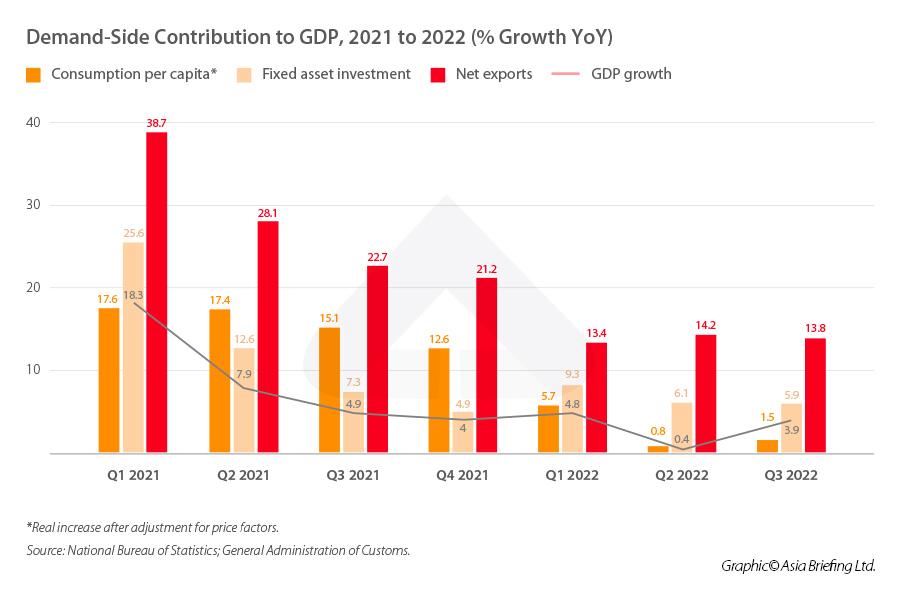 Demand-Side Contribution to GDP, 2021 to 2022 (% Growth YoY)
Consumption per capita* Fixed asset investment Net exports GDP growth
40
30
20
10
17.6 25.6 18.3 38.7
17.4 12.6 7.9 28.1
15.1 7.3 4.9 22.7
12.6 4.9 4 21.2
5.7 9.3 4.8 13.4
0.8 6.1 0.4 14.2
1.5 5.9 3.9 13.8
Q1 2021 Q2 2021 Q3 2021 Q4 2021 Q1 2022 Q2 2022 Q3 2022
*Real increase after adjustment for price factors.
Source: National Bureau of Statistics; General Administration of Customs.
Graphic© Asia Briefing Ltd.